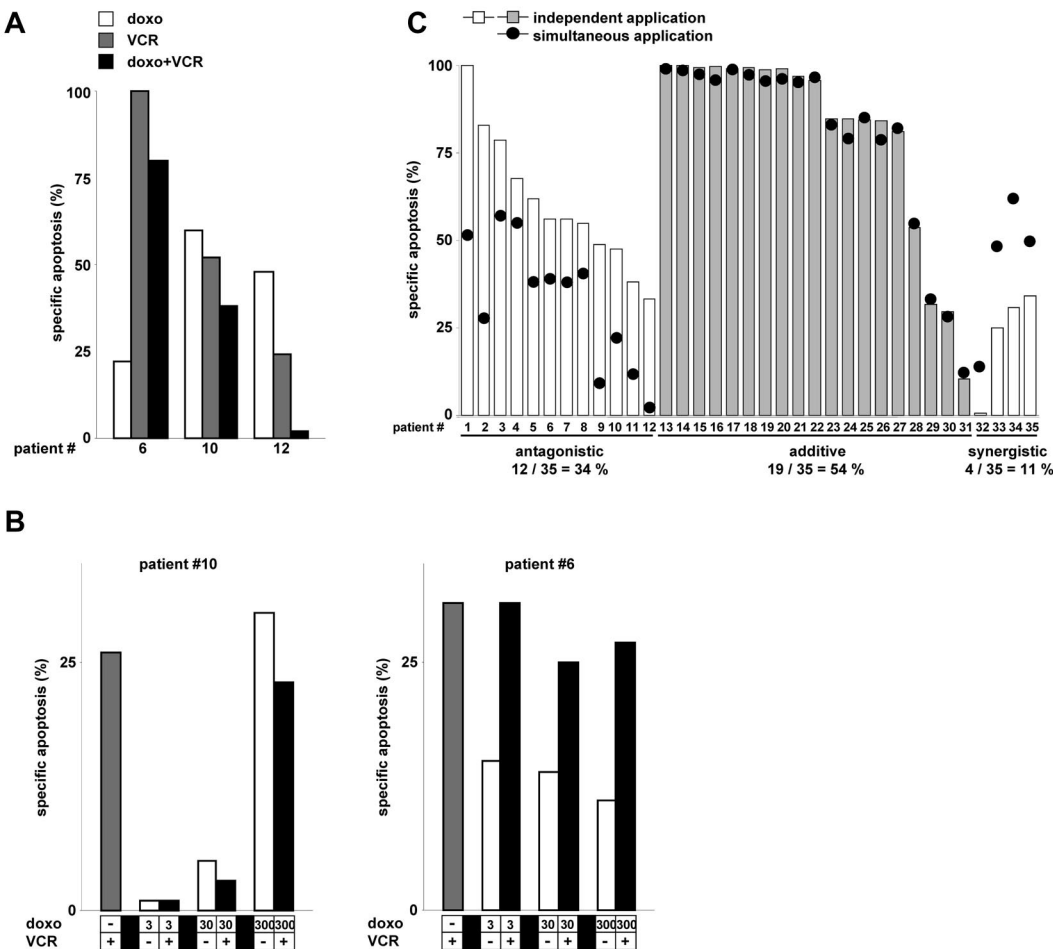 A
doxo
VCR
doxo+VCR
100
75
50
25
0
specific apoptosis (%)
patient #
6 10 12
C
independent application
simultaneous application
100
75
50
25
0
specific apoptosis (%)
patient # 1 2 3 4 5 6 7 8 9 10 11 12 13 14 15 16 17 18 19 20 21 22 23 24 25 26 27 28 29 30 31 32 33 34 35
antagonistic additive synergistic
12 / 35 = 34 % 19 / 35 = 54 % 4 / 35 = 11 %
B
patient #10
25
0
specific apoptosis (%)
doxo - 3 3 30 30 300 300
VCR + - + - + - +
patient #6
25
0
specific apoptosis (%)
doxo - 3 3 30 30 300 300
VCR + - + - + - +